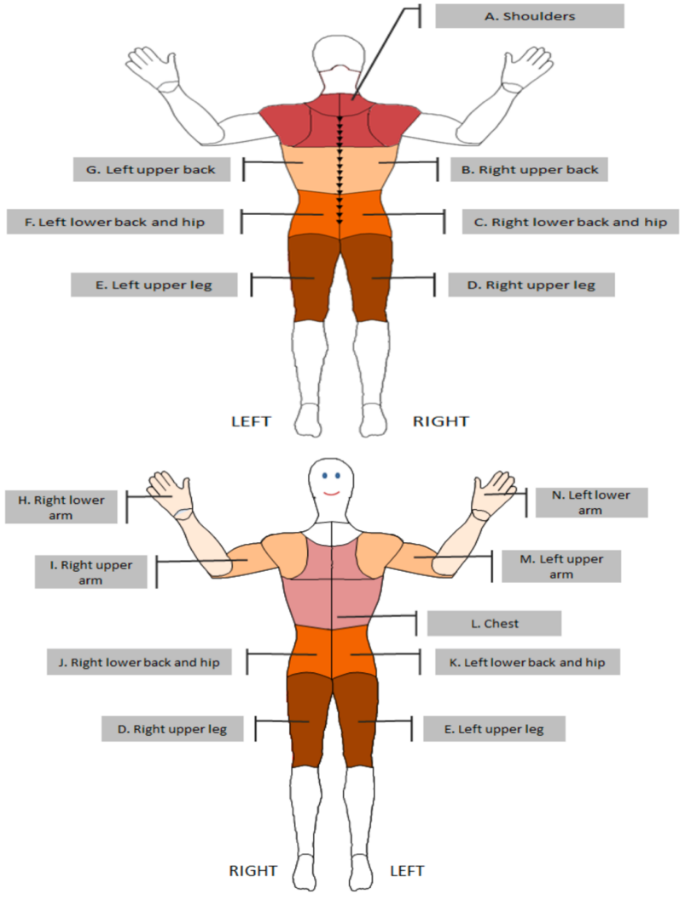 A. Shoulders
G. Left upper back
B. Right upper back
F. Left lower back and hip
C. Right lower back and hip
E. Left upper leg
D. Right upper leg
LEFT
RIGHT
H. Right lower
arm
N. Left lower
arm
I. Right upper
arm
M. Left upper
arm
L. Chest
J. Right lower back and hip
K. Left lower back and hip
D. Right upper leg
E. Left upper leg
RIGHT
LEFT